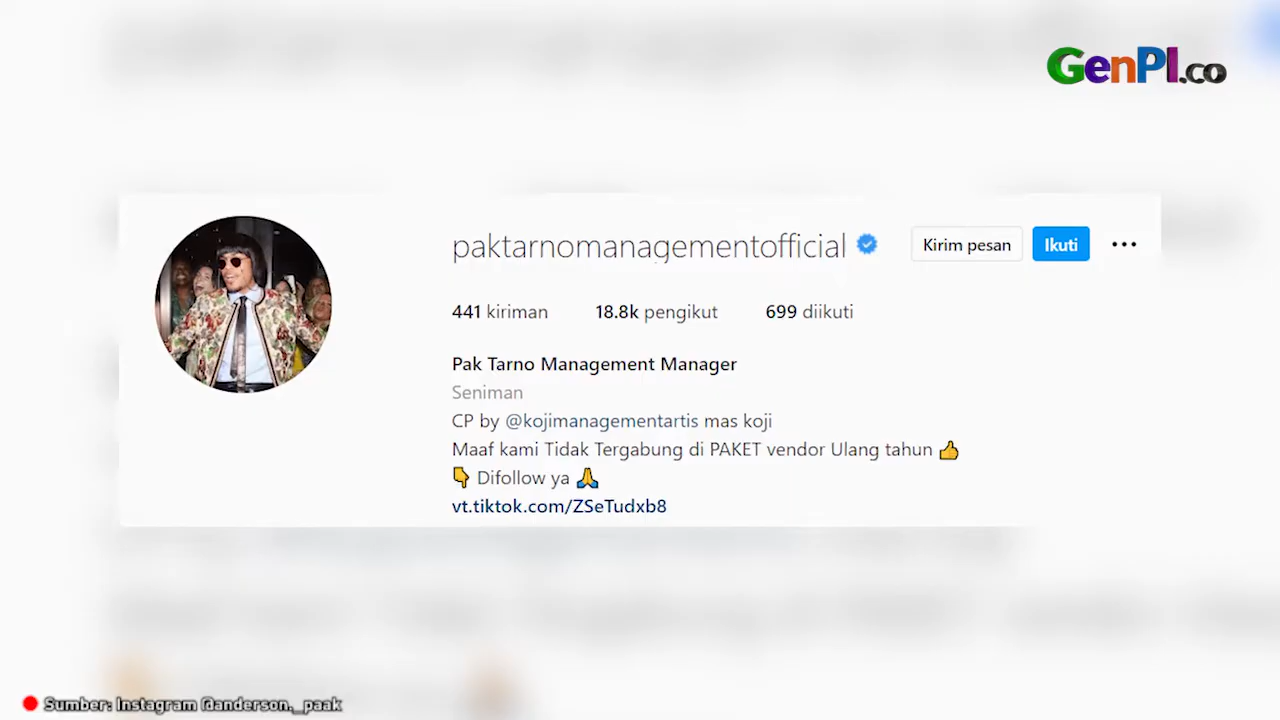 GenPI.co
paktarnomanagementofficial
Kirim pesan
Ikuti
441 kiriman 18.8k pengikut 699 diikuti
Pak Tarno Management Manager
Seniman
CP by @kojimanagementartis mas koji
Maaf kami Tidak Tergabung di PAKET vendor Ulang tahun 👍
👇 Difollow ya 🙏
vt.tiktok.com/ZSeTudxb8
Sumber: Instagram @anderson._paak